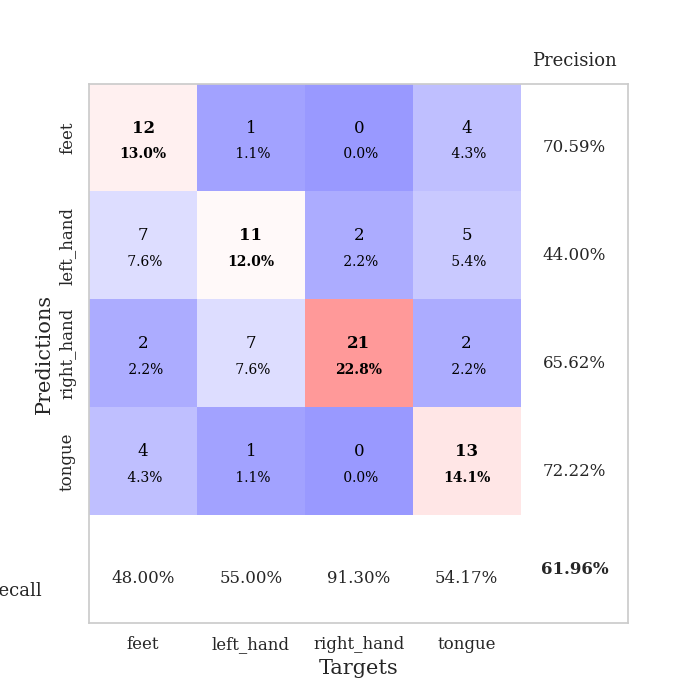 Precision
feet
12 1 0 4
13.0% 1.1% 0.0% 4.3%
70.59%
left_hand
7 11 2 5
7.6% 12.0% 2.2% 5.4%
44.00%
Predictions
right_hand
2 7 21 2
2.2% 7.6% 22.8% 2.2%
65.62%
tongue
4 1 0 13
4.3% 1.1% 0.0% 14.1%
72.22%
ecall
48.00% 55.00% 91.30% 54.17% 61.96%
feet left_hand right_hand tongue
Targets